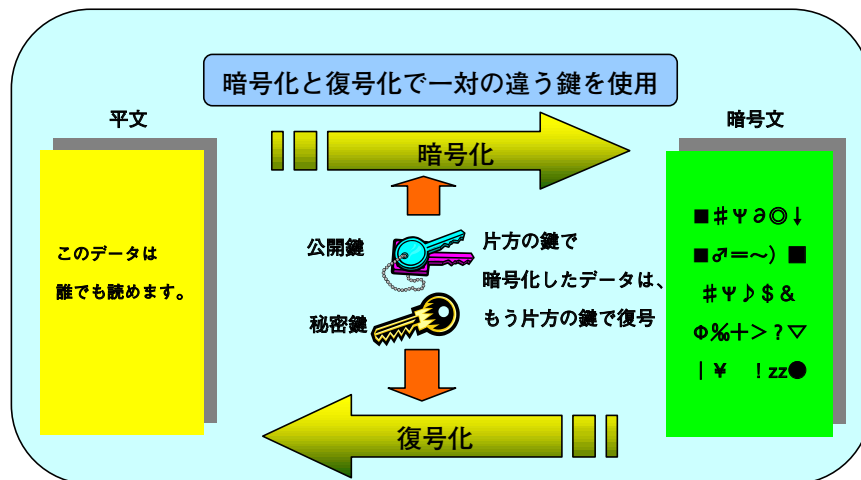 暗号化と復号化で一対の違う鍵を使用
平文
暗号文
暗号化
このデータは
誰でも読めます。
公開鍵
秘密鍵
片方の鍵で
暗号化したデータは、
もう片方の鍵で復号
■♯Ψ∂◎↓
■♂＝～）■
♯Ψ♪＄＆
Φ‰＋＞？▽
｜￥　！zz●
復号化